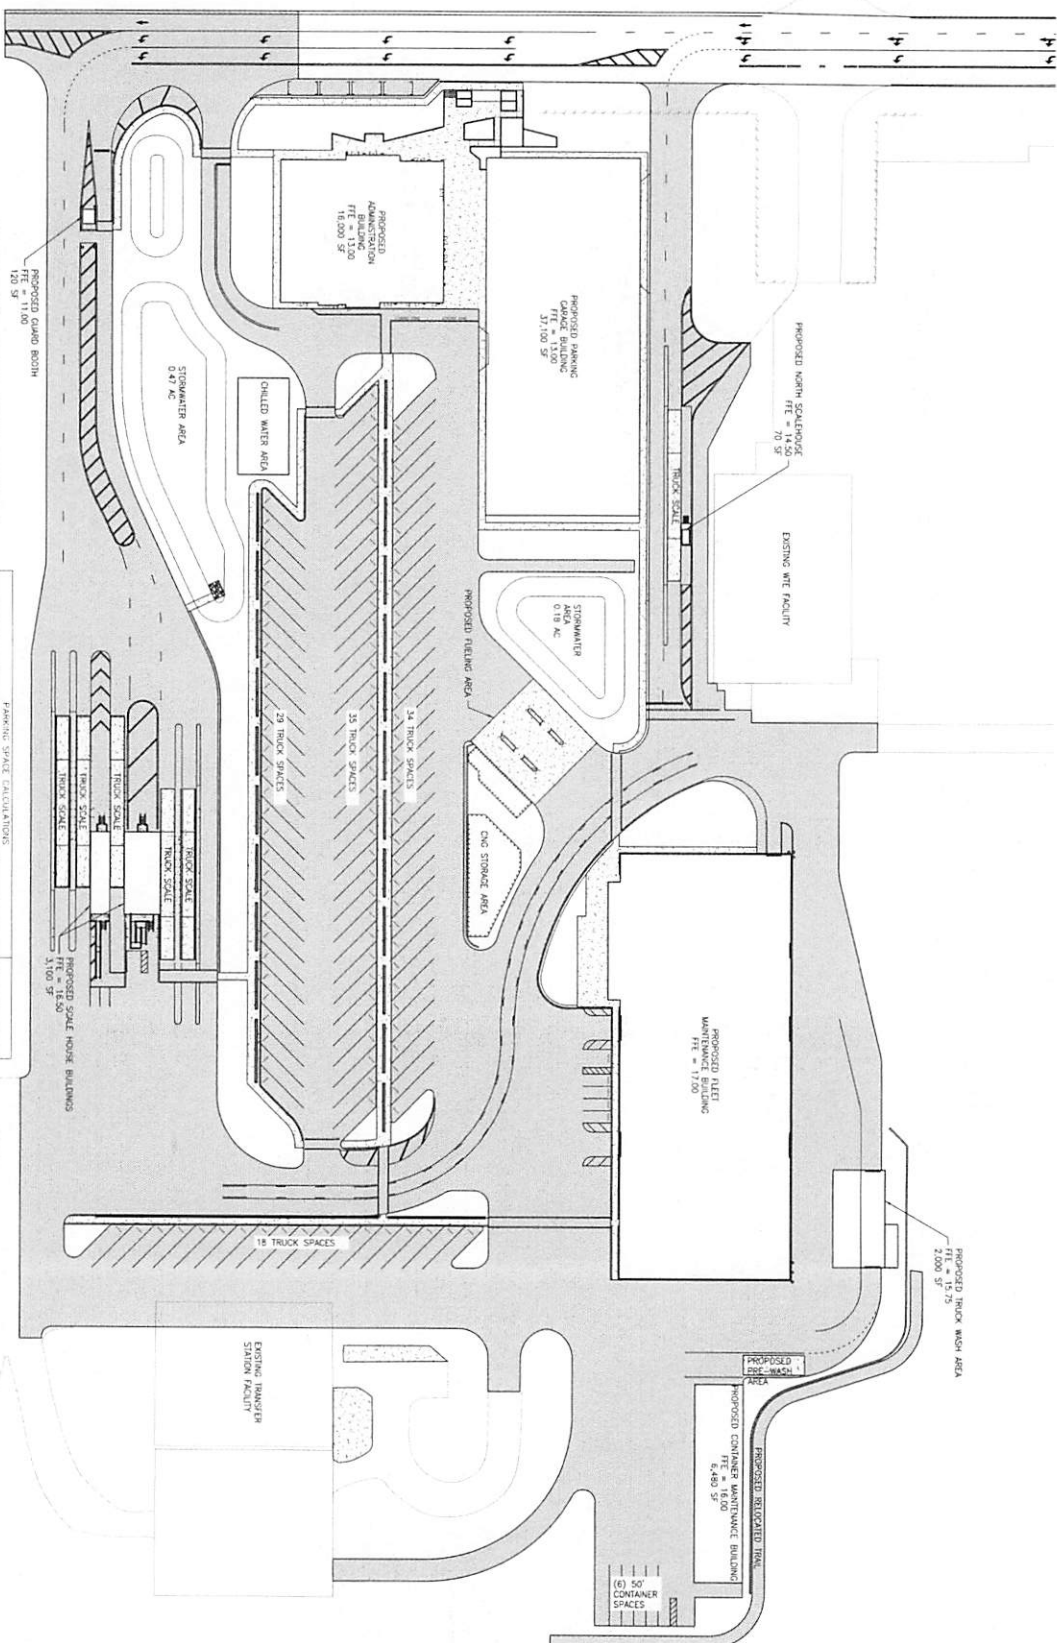 PROPOSED
ADMINISTRATION
BUILDING
FFE = 13.00
16,000 SF
PROPOSED PARKING
GARAGE BUILDING
FFE = 13.00
37,100 SF
PROPOSED NORTH SCALEHOUSE
FFE = 14.50
70 SF
TRUCK SCALE
EXISTING WTE FACILITY
PROPOSED GUARD BOOTH
FFE = 11.00
120 SF
STORMWATER AREA
0.47 AC
CHILLED WATER AREA
STORMWATER
AREA
0.18 AC
PROPOSED FUELING AREA
34 TRUCK SPACES
35 TRUCK SPACES
29 TRUCK SPACES
CNG STORAGE AREA
TRUCK SCALE
TRUCK SCALE
TRUCK SCALE
TRUCK SCALE
TRUCK SCALE
PROPOSED SCALE HOUSE BUILDINGS
FFE = 16.50
3,100 SF
PARKING SPACE CALCULATIONS
PROPOSED FLEET
MAINTENANCE BUILDING
FFE = 17.00
PROPOSED TRUCK WASH AREA
FFE = 15.75
2,000 SF
18 TRUCK SPACES
EXISTING TRANSFER
STATION FACILITY
PROPOSED
PRE-WASH
AREA
PROPOSED CONTAINER MAINTENANCE BUILDING
FFE = 16.00
6,480 SF
PROPOSED RELOCATED TRAIL
(6) 50'
CONTAINER
SPACES